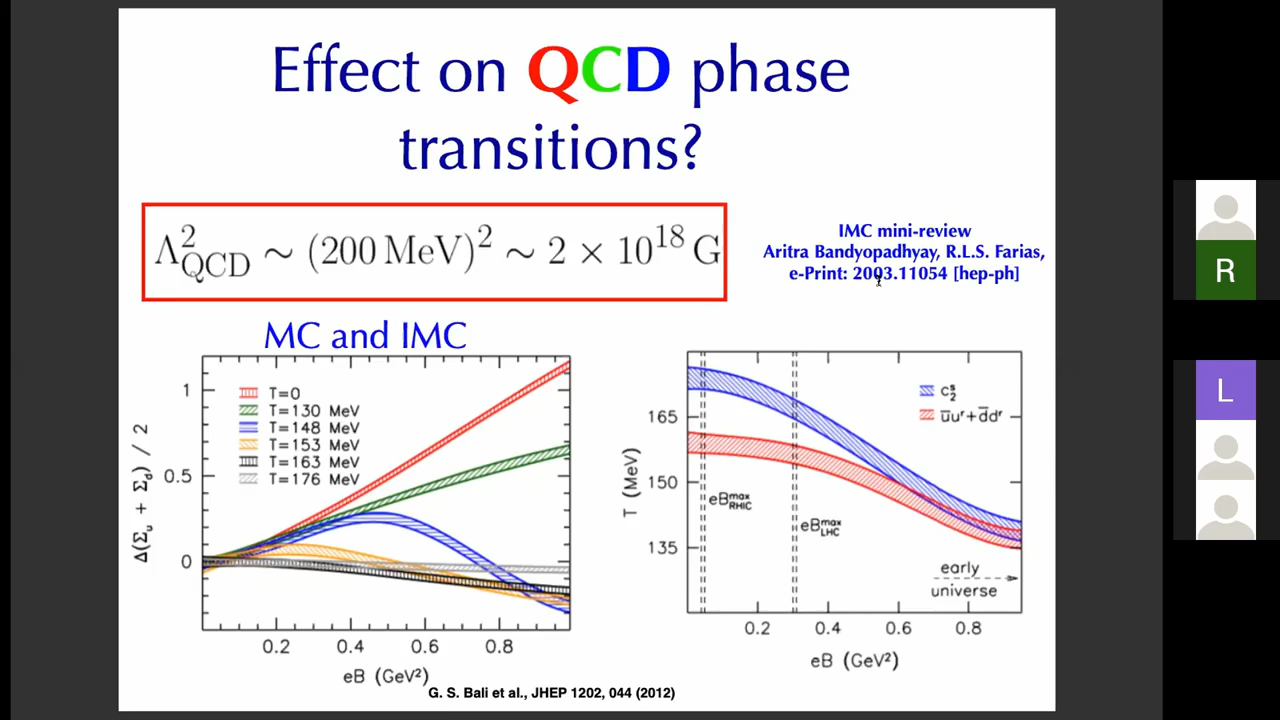 Effect on QCD phase
transitions?
Λ²_QCD ∼ (200 MeV)² ∼ 2 × 10¹⁸ G
IMC mini-review
Aritra Bandyopadhyay, R.L.S. Farias,
e-Print: 2003.11054 [hep-ph]
MC and IMC
Δ(Σᵤ + Σ_d) / 2
1
0.5
0
T=0
T=130 MeV
T=148 MeV
T=153 MeV
T=163 MeV
T=176 MeV
0.2 0.4 0.6 0.8
eB (GeV²)
T (MeV)
165
150
135
c₂ˢ
ūuʳ+d̄dʳ
eB_RHIC^max
eB_LHC^max
early
universe
0.2 0.4 0.6 0.8
eB (GeV²)
G. S. Bali et al., JHEP 1202, 044 (2012)
R
L